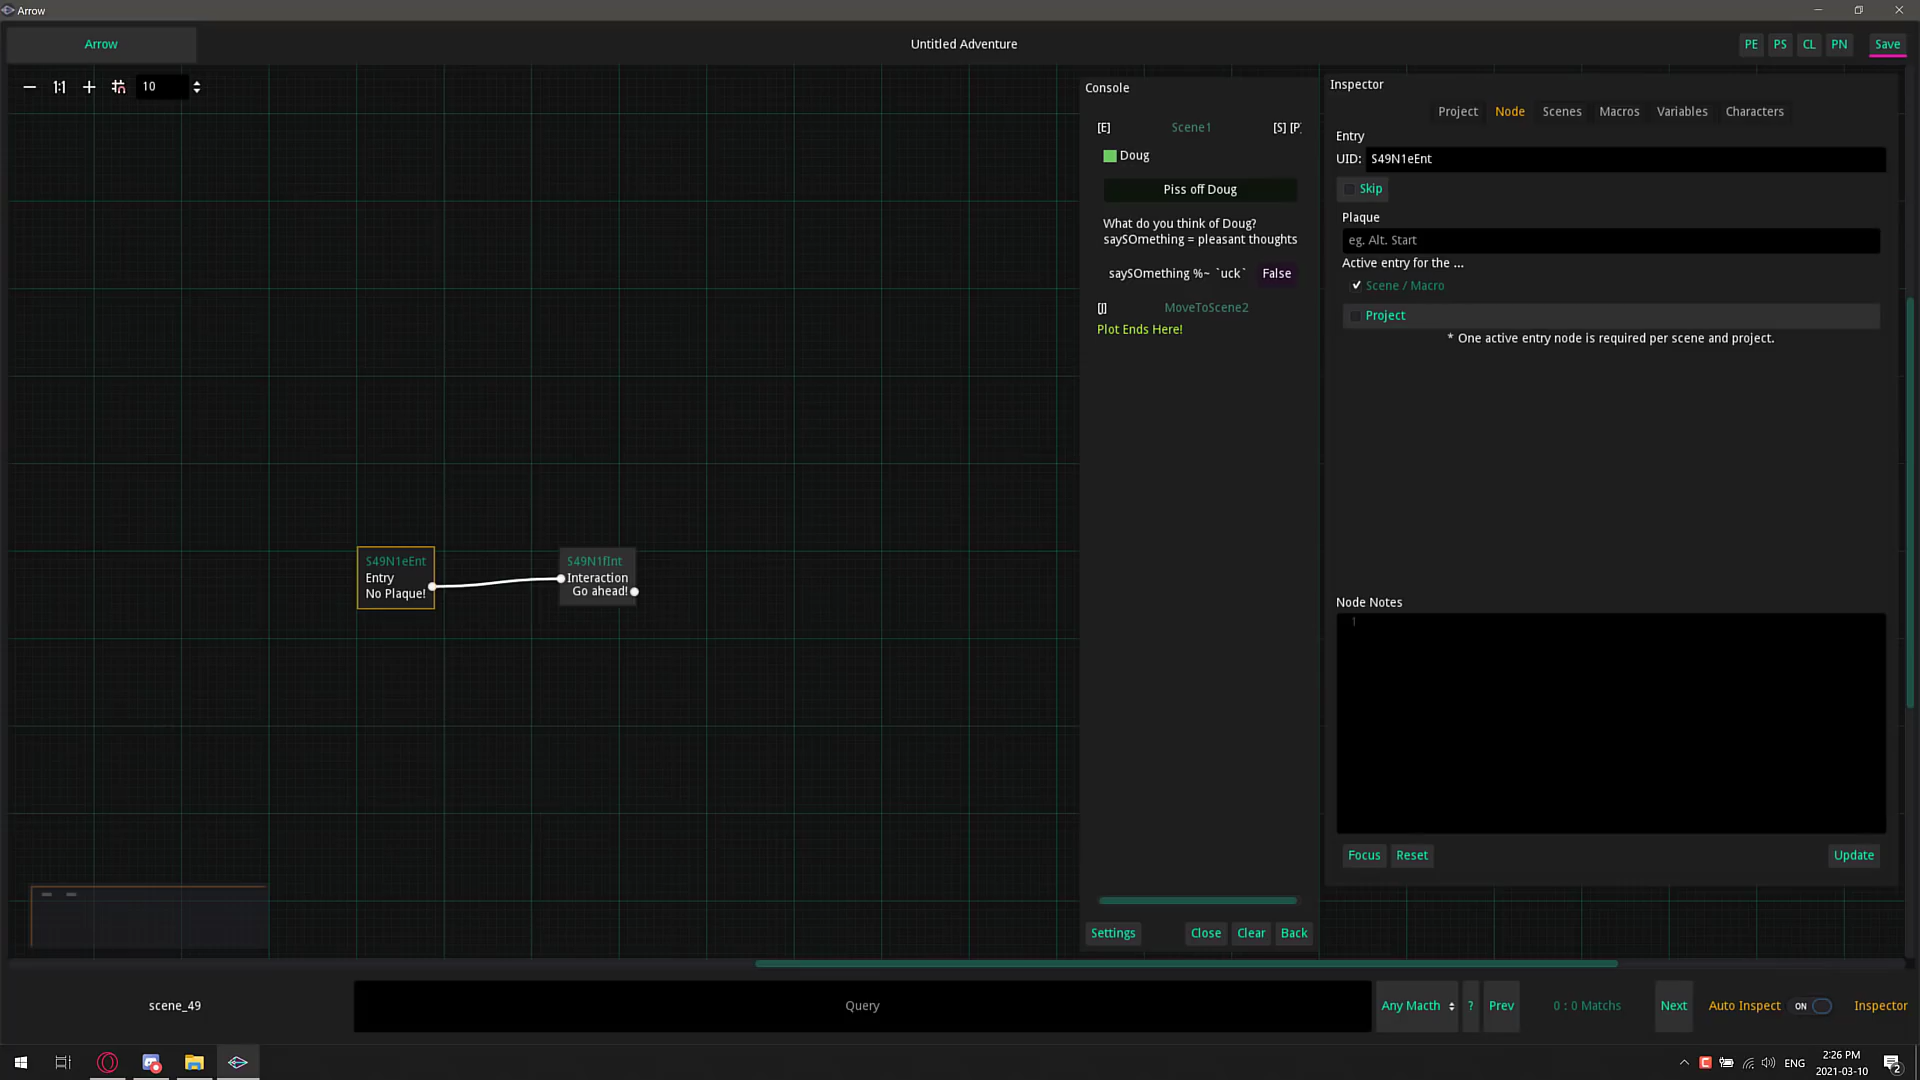 Arrow
Arrow
Untitled Adventure
PE PS CL PN Save
1:1
10
Console
[E] Scene1 [S] [P]
Doug
Piss off Doug
What do you think of Doug?
saySOmething = pleasant thoughts
saySOmething %~ `uck` False
[J] MoveToScene2
Plot Ends Here!
Settings Close Clear Back
Inspector
Project Node Scenes Macros Variables Characters
Entry
UID: S49N1eEnt
Skip
Plaque
eg. Alt. Start
Active entry for the ...
Scene / Macro
Project
* One active entry node is required per scene and project.
Node Notes
1
Focus Reset Update
S49N1eEnt
Entry
No Plaque!
S49N1fInt
Interaction
Go ahead!
scene_49
Query
Any Macth ? Prev 0 : 0 Matchs Next Auto Inspect ON Inspector
ENG
2:26 PM
2021-03-10
2